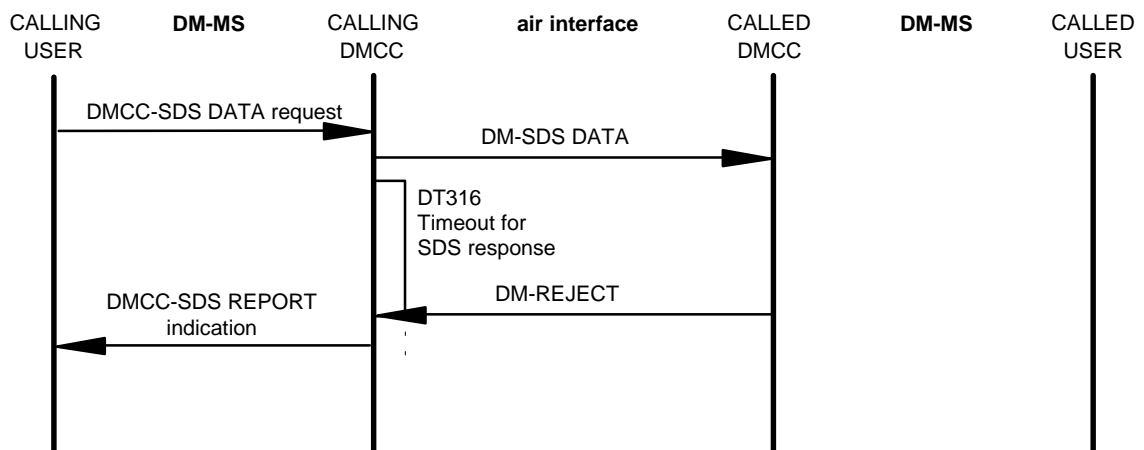 CALLING USER
DM-MS
CALLING DMCC
air interface
CALLED DMCC
DM-MS
CALLED USER
DMCC-SDS DATA request
DM-SDS DATA
DT316
Timeout for
SDS response
DM-REJECT
DMCC-SDS REPORT
indication